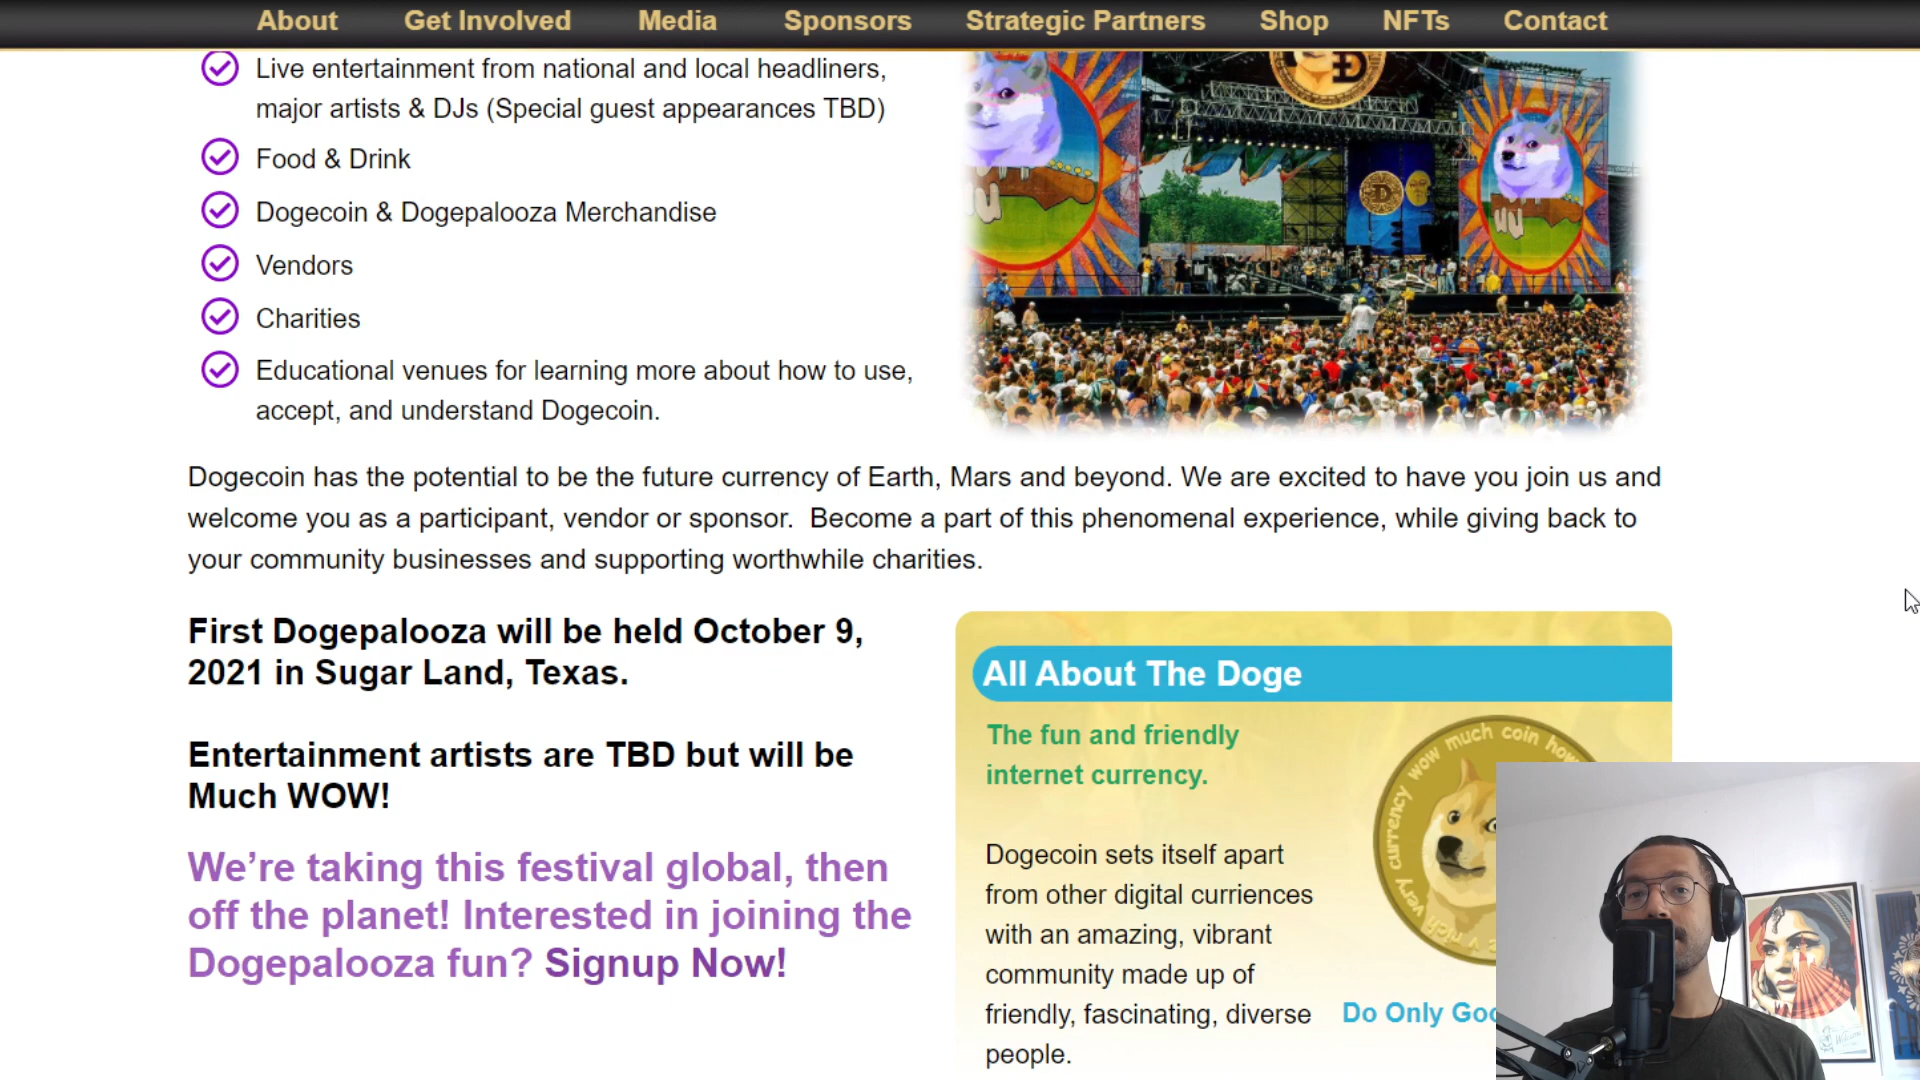 About Get Involved Media Sponsors Strategic Partners Shop NFTs Contact
Live entertainment from national and local headliners,
major artists & DJs (Special guest appearances TBD)
Food & Drink
Dogecoin & Dogepalooza Merchandise
Vendors
Charities
Educational venues for learning more about how to use,
accept, and understand Dogecoin.
Dogecoin has the potential to be the future currency of Earth, Mars and beyond. We are excited to have you join us and
welcome you as a participant, vendor or sponsor. Become a part of this phenomenal experience, while giving back to
your community businesses and supporting worthwhile charities.
First Dogepalooza will be held October 9,
2021 in Sugar Land, Texas.
Entertainment artists are TBD but will be
Much WOW!
We’re taking this festival global, then
off the planet! Interested in joining the
Dogepalooza fun? Signup Now!
All About The Doge
The fun and friendly
internet currency.
Dogecoin sets itself apart
from other digital curriences
with an amazing, vibrant
community made up of
friendly, fascinating, diverse
people.
very currency wow much coin how
v rich
Do Only Goo